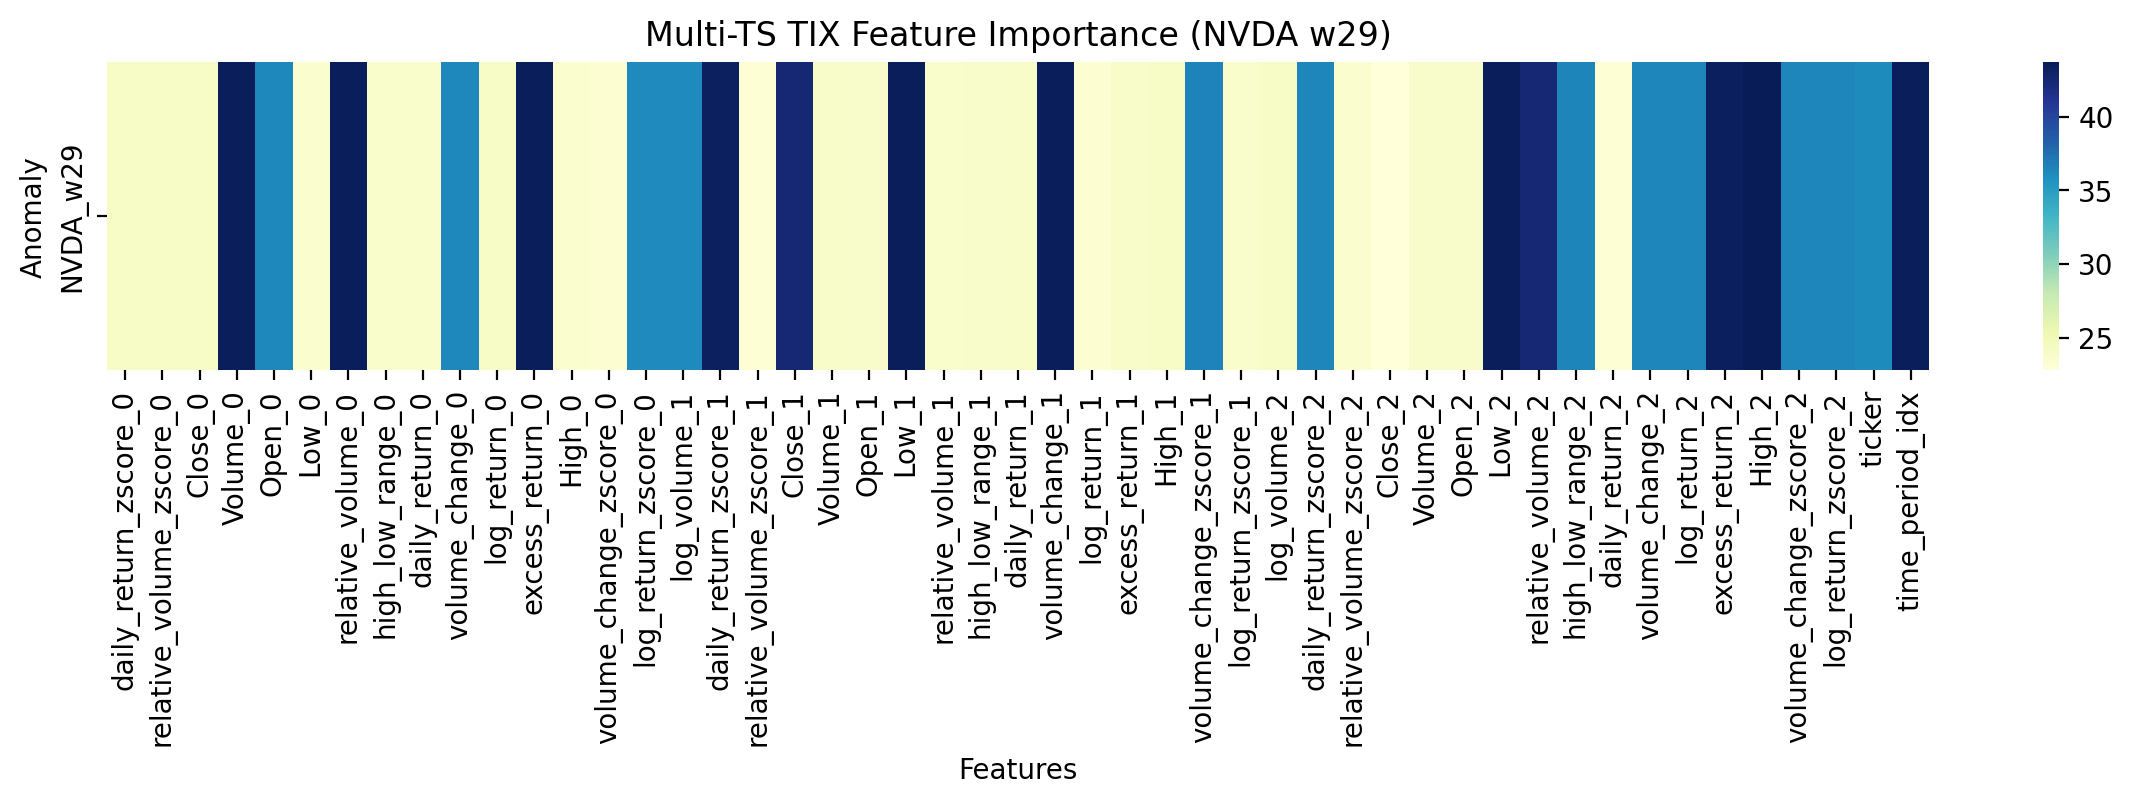 Multi-TS TIX Feature Importance (NVDA w29)
Anomaly
NVDA_w29
40
35
30
25
daily_return_zscore_0
relative_volume_zscore_0
Close_0
Volume_0
Open_0
Low_0
relative_volume_0
high_low_range_0
daily_return_0
volume_change_0
log_return_0
excess_return_0
High_0
volume_change_zscore_0
log_return_zscore_0
log_volume_1
daily_return_zscore_1
relative_volume_zscore_1
Close_1
Volume_1
Open_1
Low_1
relative_volume_1
high_low_range_1
daily_return_1
volume_change_1
log_return_1
excess_return_1
High_1
volume_change_zscore_1
log_return_zscore_1
log_volume_2
daily_return_zscore_2
relative_volume_zscore_2
Close_2
Volume_2
Open_2
Low_2
relative_volume_2
high_low_range_2
daily_return_2
volume_change_2
log_return_2
excess_return_2
High_2
volume_change_zscore_2
log_return_zscore_2
ticker
time_period_idx
Features